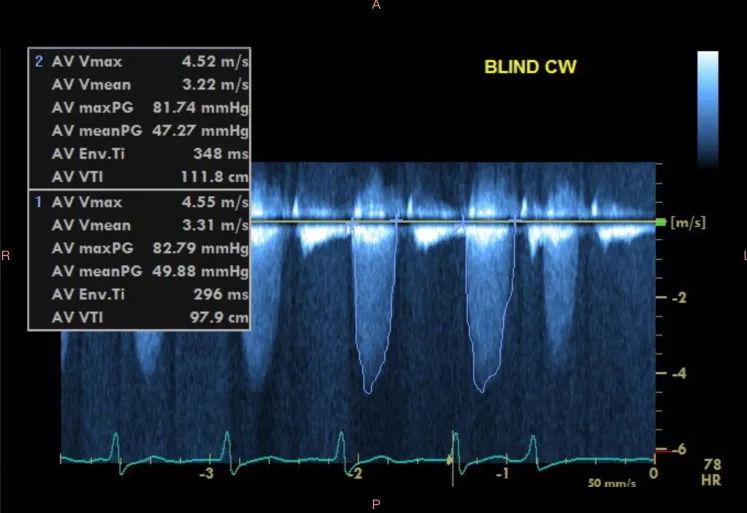 A
BLIND CW
2 AV Vmax 4.52 m/s
AV Vmean 3.22 m/s
AV maxPG 81.74 mmHg
AV meanPG 47.27 mmHg
AV Env.Ti 348 ms
AV VTI 111.8 cm
1 AV Vmax 4.55 m/s
AV Vmean 3.31 m/s
AV maxPG 82.79 mmHg
AV meanPG 49.88 mmHg
AV Env.Ti 296 ms
AV VTI 97.9 cm
[m/s]
R
L
-2
-4
-6
-3 -2 -1 0
78
HR
50 mm/s
P